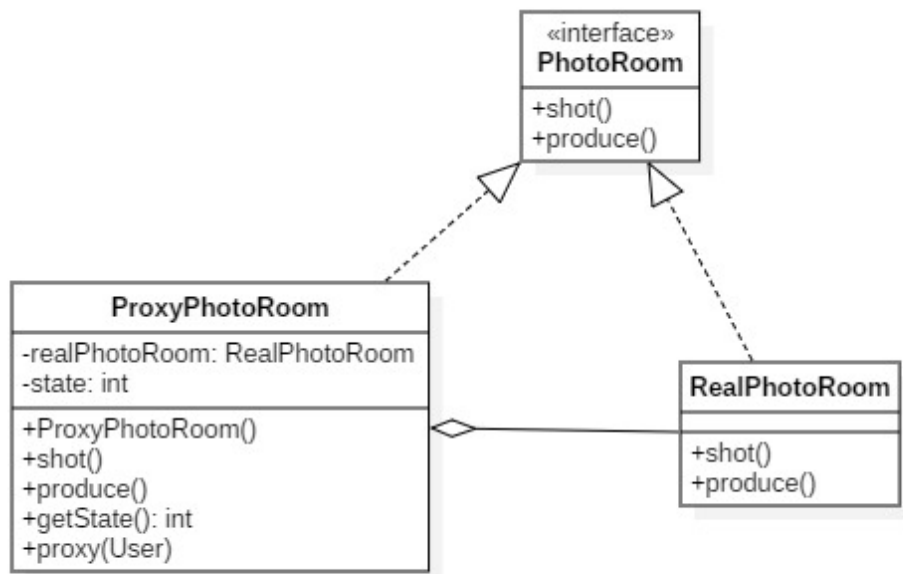 «interface»
PhotoRoom
+shot()
+produce()
ProxyPhotoRoom
-realPhotoRoom: RealPhotoRoom
-state: int
+ProxyPhotoRoom()
+shot()
+produce()
+getState(): int
+proxy(User)
RealPhotoRoom
+shot()
+produce()